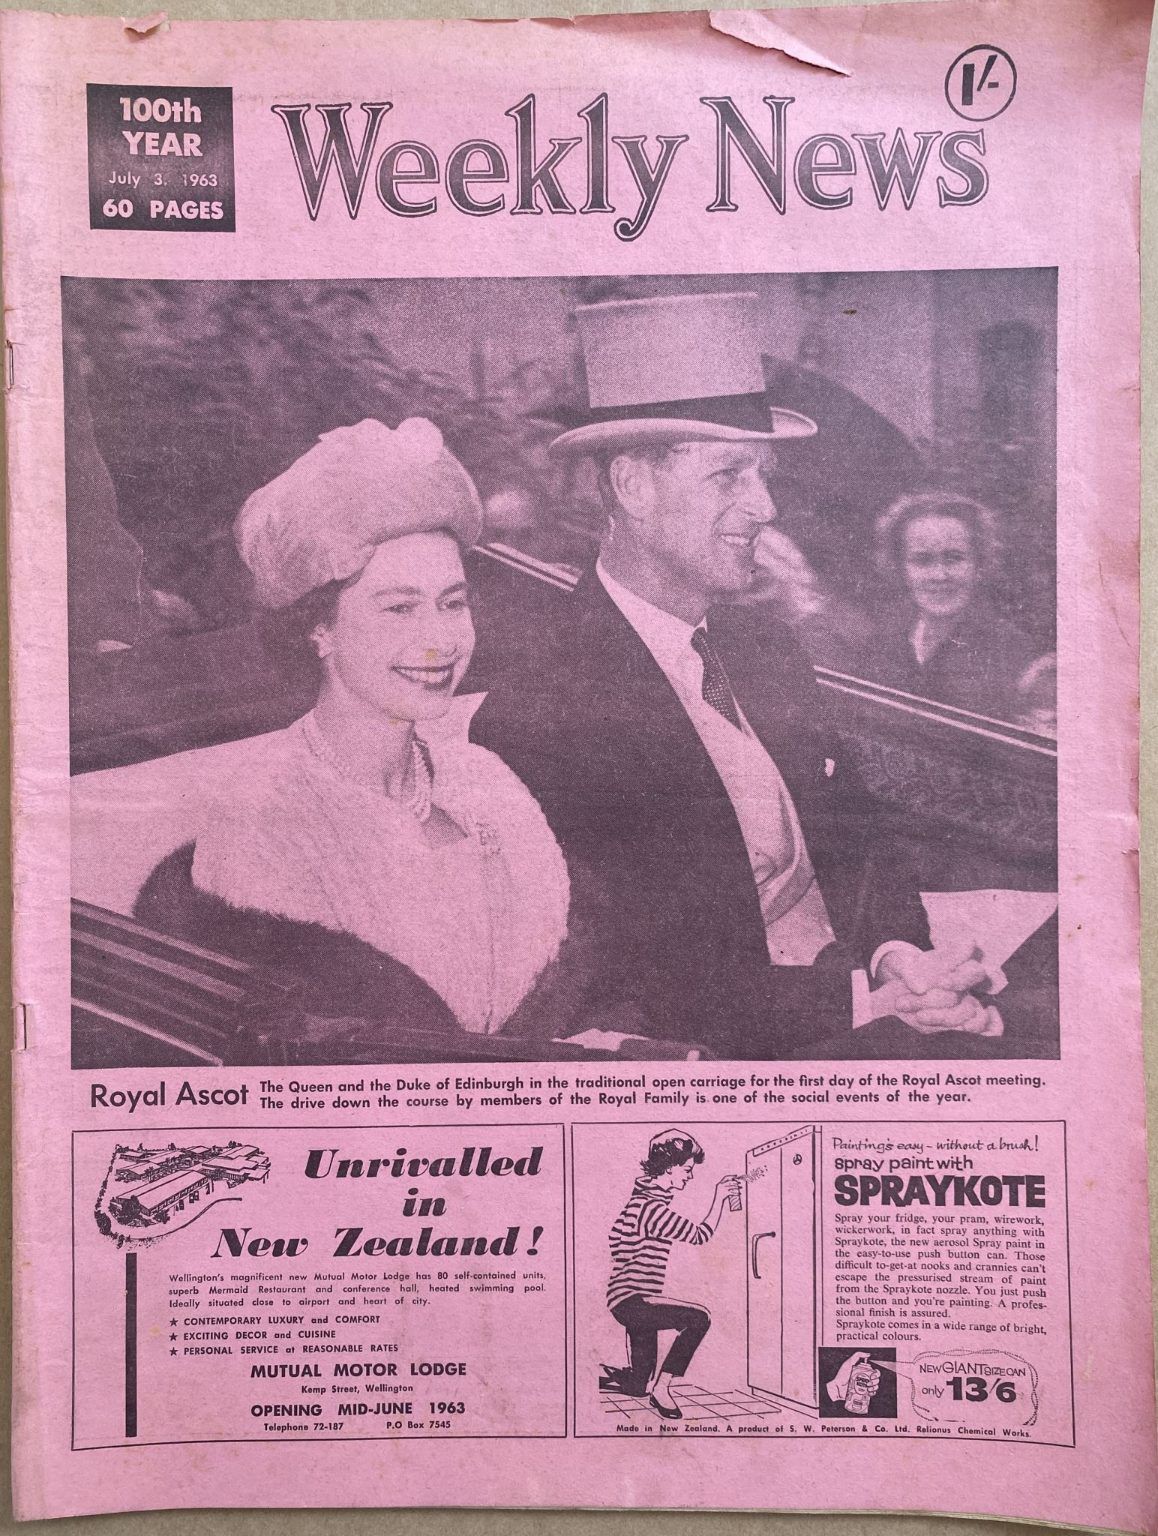 100th
YEAR
July 3, 1963
60 PAGES
Weekly News
1/-
Royal Ascot
The Queen and the Duke of Edinburgh in the traditional open carriage for the first day of the Royal Ascot meeting.
The drive down the course by members of the Royal Family is one of the social events of the year.
Unrivalled
in
New Zealand!
Wellington's magnificent new Mutual Motor Lodge has 80 self-contained units,
superb Mermaid Restaurant and conference hall, heated swimming pool.
Ideally situated close to airport and heart of city.
★ CONTEMPORARY LUXURY and COMFORT
★ EXCITING DECOR and CUISINE
★ PERSONAL SERVICE at REASONABLE RATES
MUTUAL MOTOR LODGE
Kemp Street, Wellington
OPENING MID-JUNE 1963
Telephone 72-187 P.O Box 7545
Painting's easy – without a brush!
spray paint with
SPRAYKOTE
Spray your fridge, your pram, wirework,
wickerwork, in fact spray anything with
Spraykote, the new aerosol Spray paint in
the easy-to-use push button can. Those
difficult to-get-at nooks and crannies can't
escape the pressurised stream of paint
from the Spraykote nozzle. You just push
the button and you're painting. A profes-
sional finish is assured.
Spraykote comes in a wide range of bright,
practical colours.
NEW GIANT SIZE CAN
only 13/6
Made in New Zealand. A product of S. W. Peterson & Co. Ltd. Relionus Chemical Works.